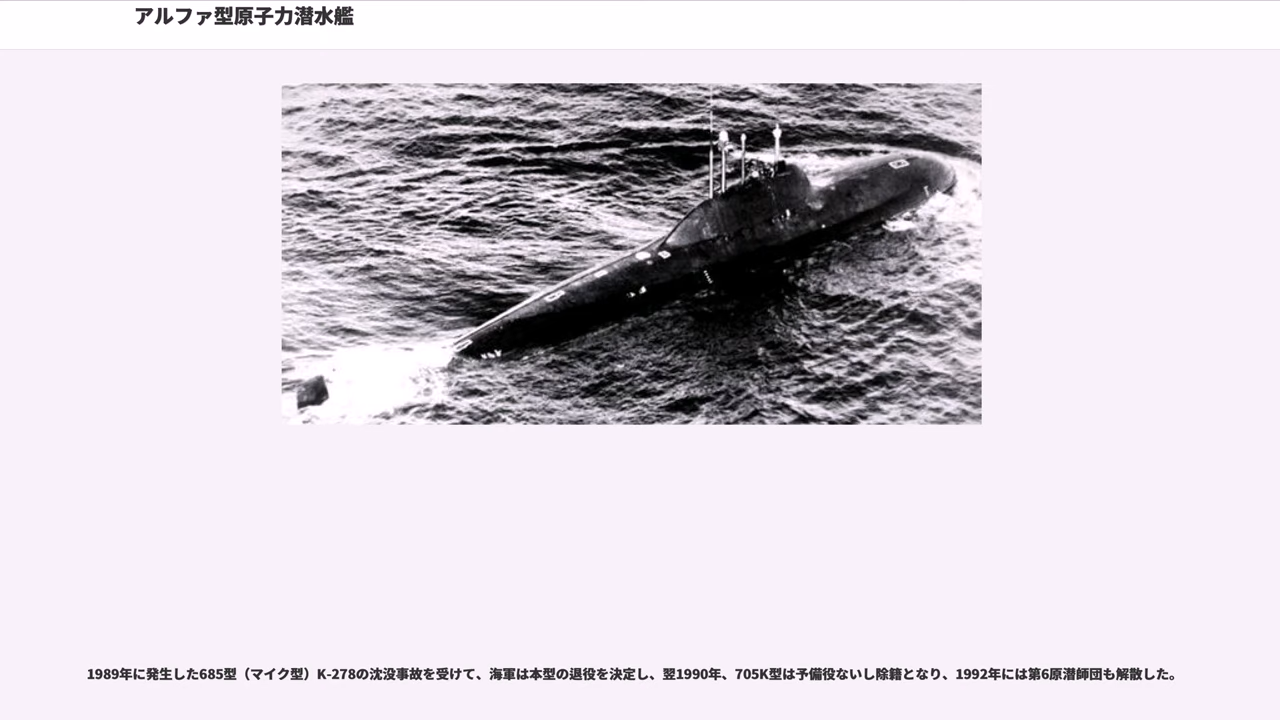 アルファ型原子力潜水艦
1989年に発生した685型（マイク型）K-278の沈没事故を受けて、海軍は本型の退役を決定し、翌1990年、705K型は予備役ないし除籍となり、1992年には第6原潜師団も解散した。